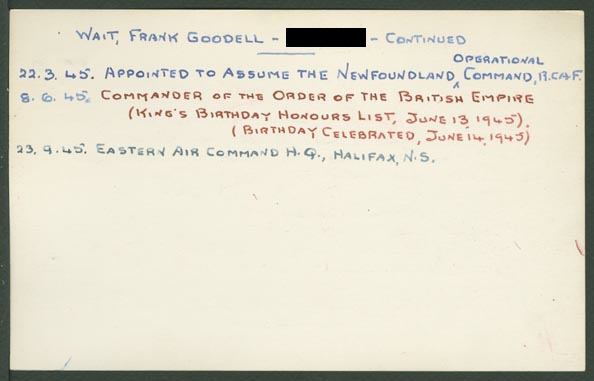 WAIT, FRANK GOODELL - - CONTINUED
OPERATIONAL
22.3.45. APPOINTED TO ASSUME THE NEWFOUNDLAND ^ COMMAND, R.C.A.F.
8.6.45. COMMANDER OF THE ORDER OF THE BRITISH EMPIRE
(KING'S BIRTHDAY HONOURS LIST, JUNE 13, 1945).
(BIRTHDAY CELEBRATED, JUNE 14, 1945)
23.9.45. EASTERN AIR COMMAND H.Q., HALIFAX, N.S.